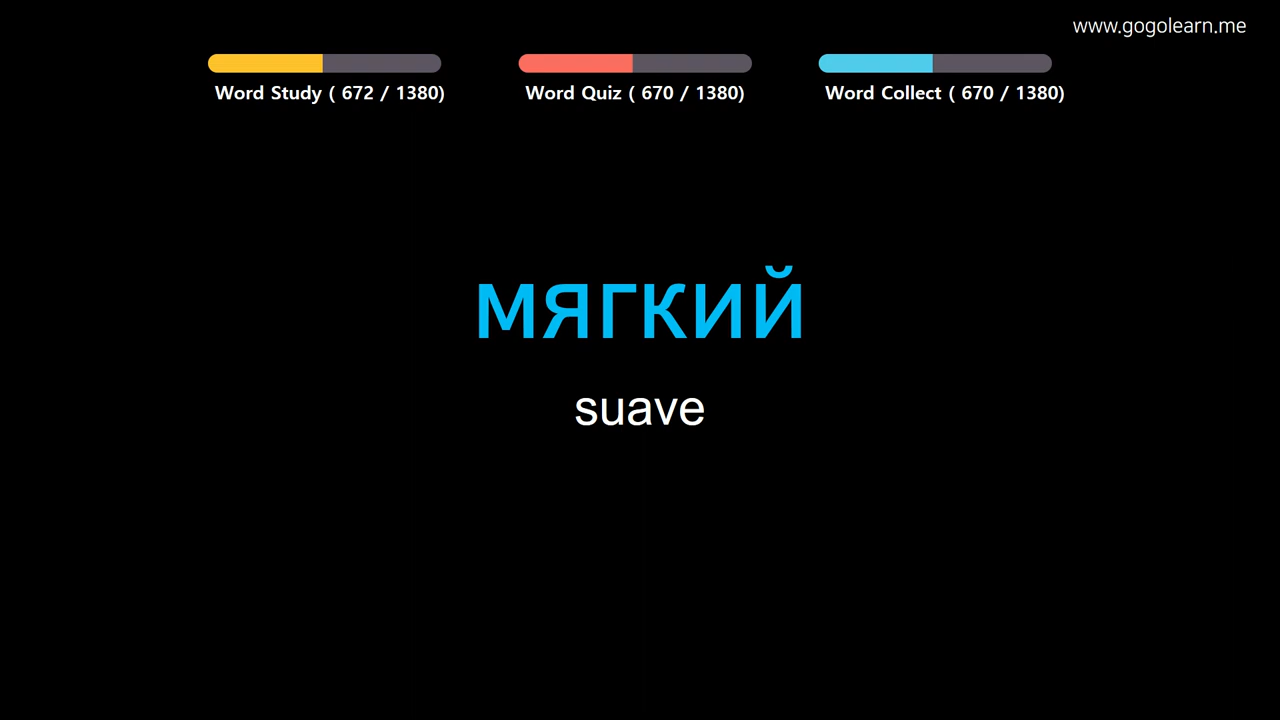 www.gogolearn.me
Word Study ( 672 / 1380)
Word Quiz ( 670 / 1380)
Word Collect ( 670 / 1380)
мягкий
suave